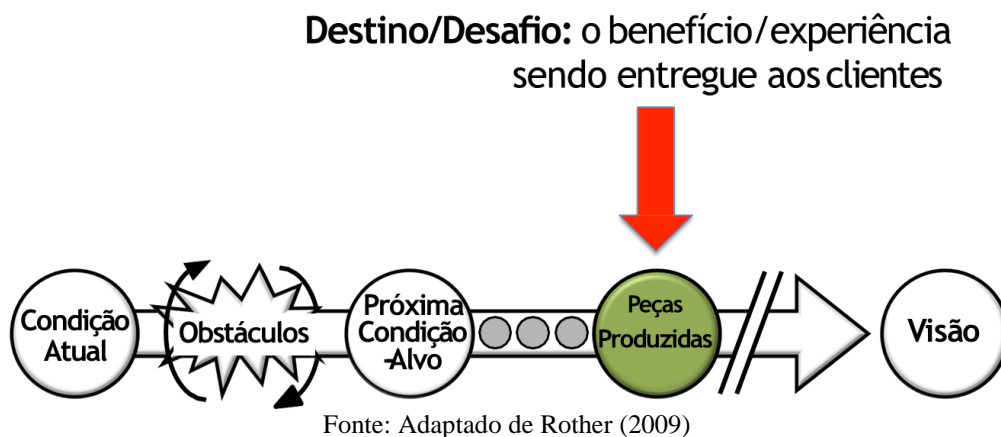 Destino/Desafio: o benefício/experiência
sendo entregue aos clientes
Condição
Atual
Obstáculos
Próxima
Condição
-Alvo
Peças
Produzidas
Visão
Fonte: Adaptado de Rother (2009)